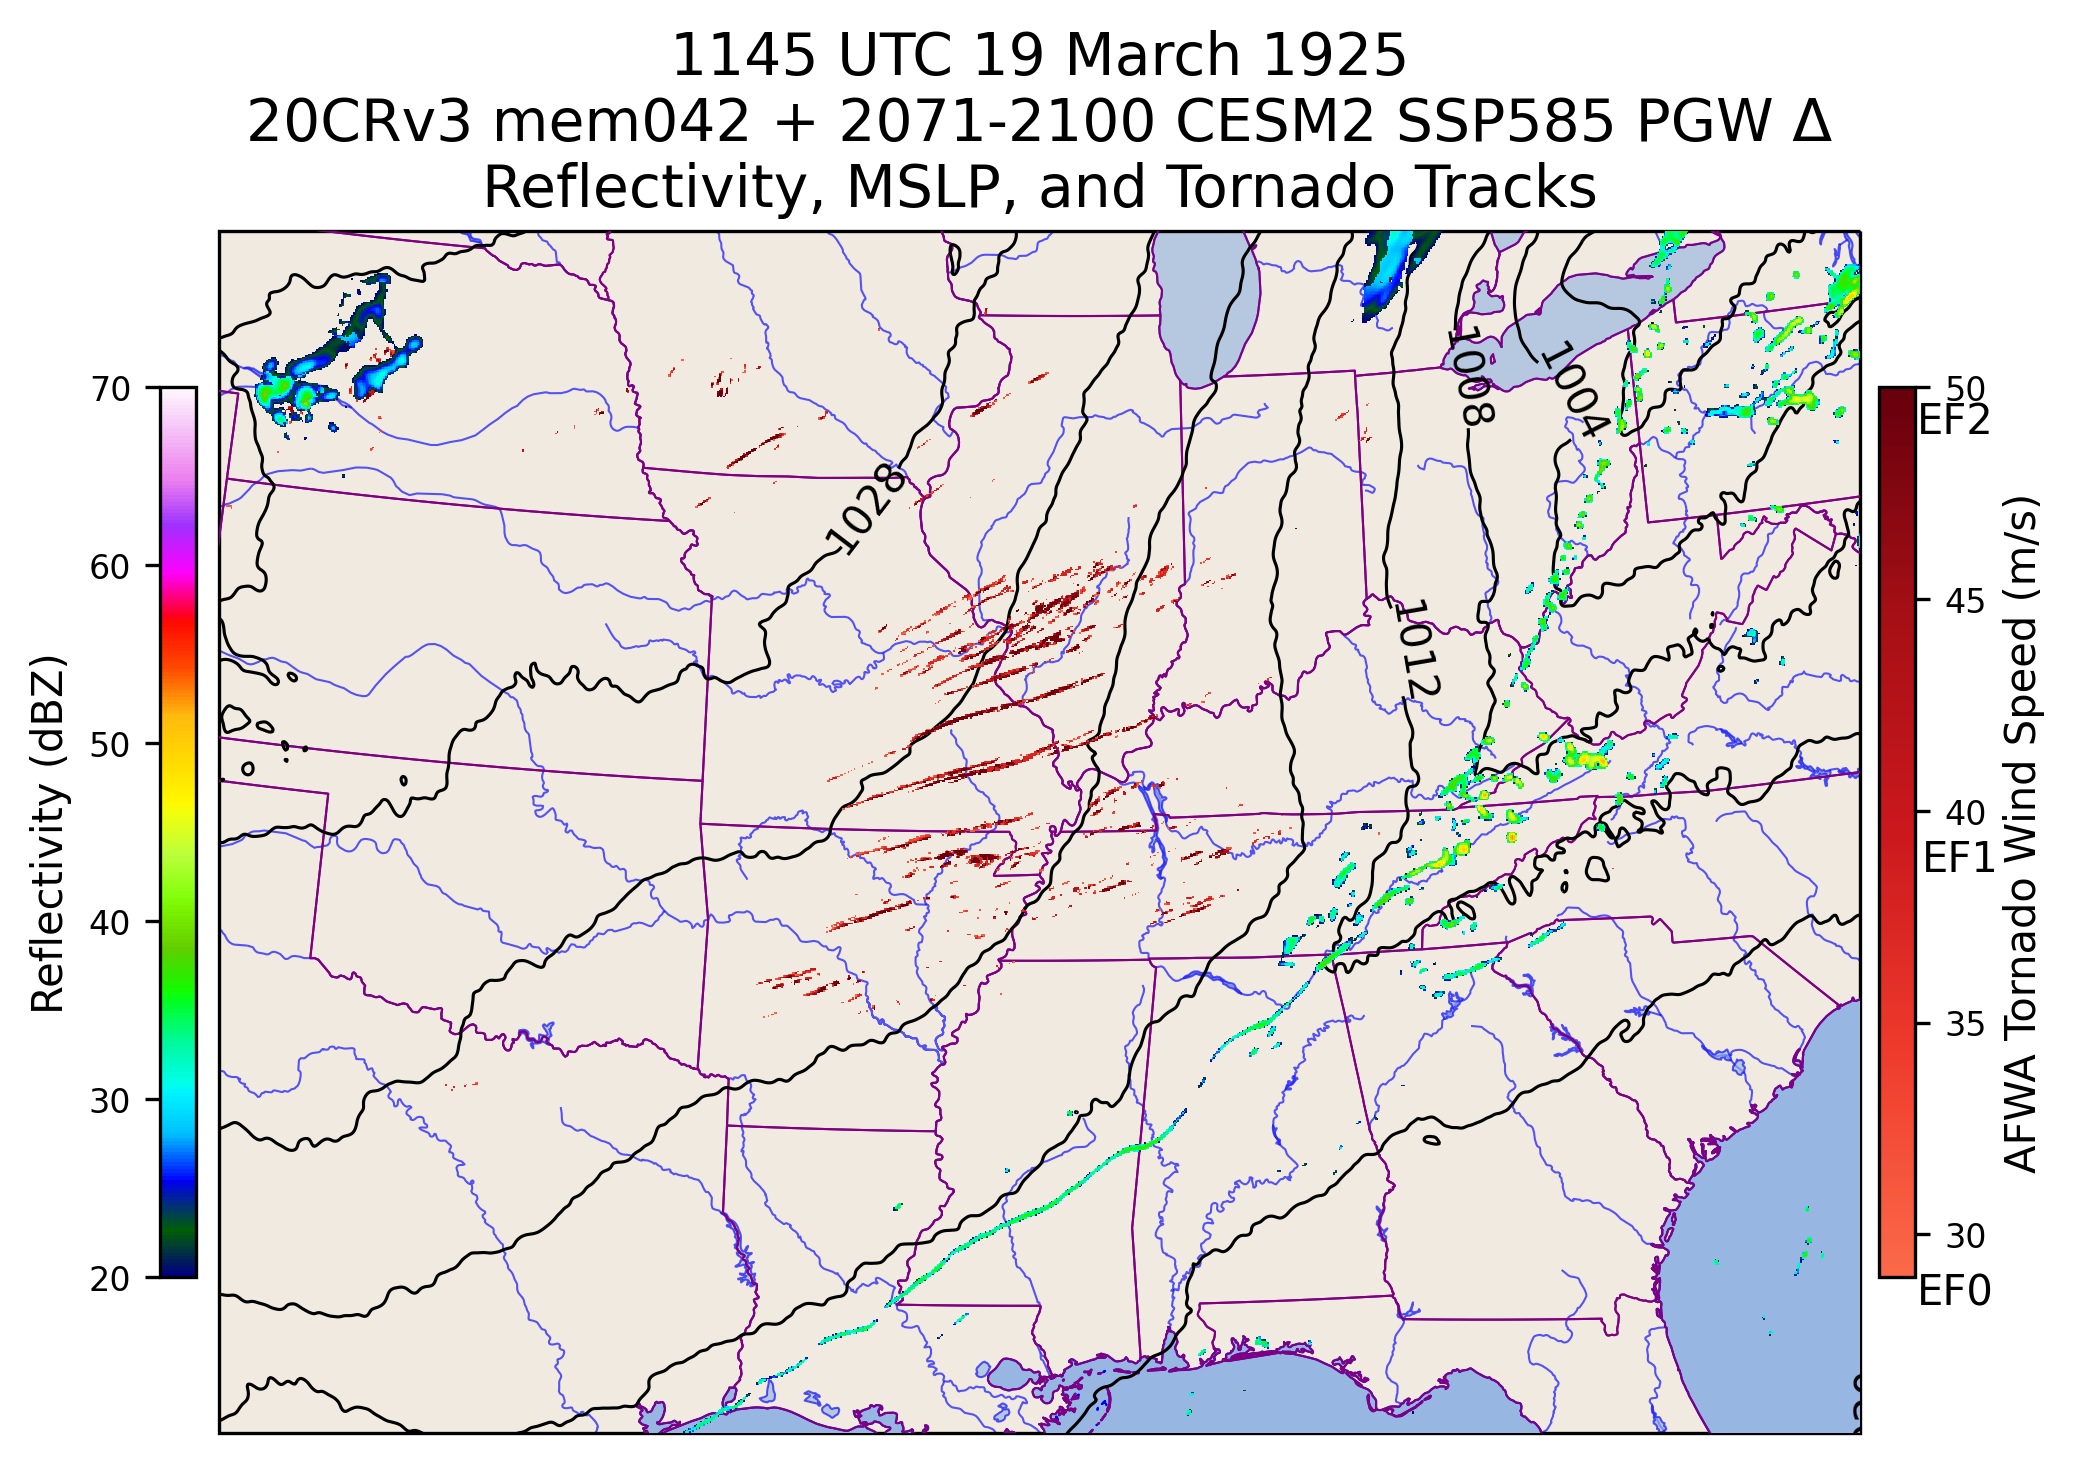 1145 UTC 19 March 1925
20CRv3 mem042 + 2071-2100 CESM2 SSP585 PGW Δ
Reflectivity, MSLP, and Tornado Tracks
Reflectivity (dBZ)
70
60
50
40
30
20
1028
1008
1004
1012
50
EF2
45
40
EF1
35
30
EF0
AFWA Tornado Wind Speed (m/s)